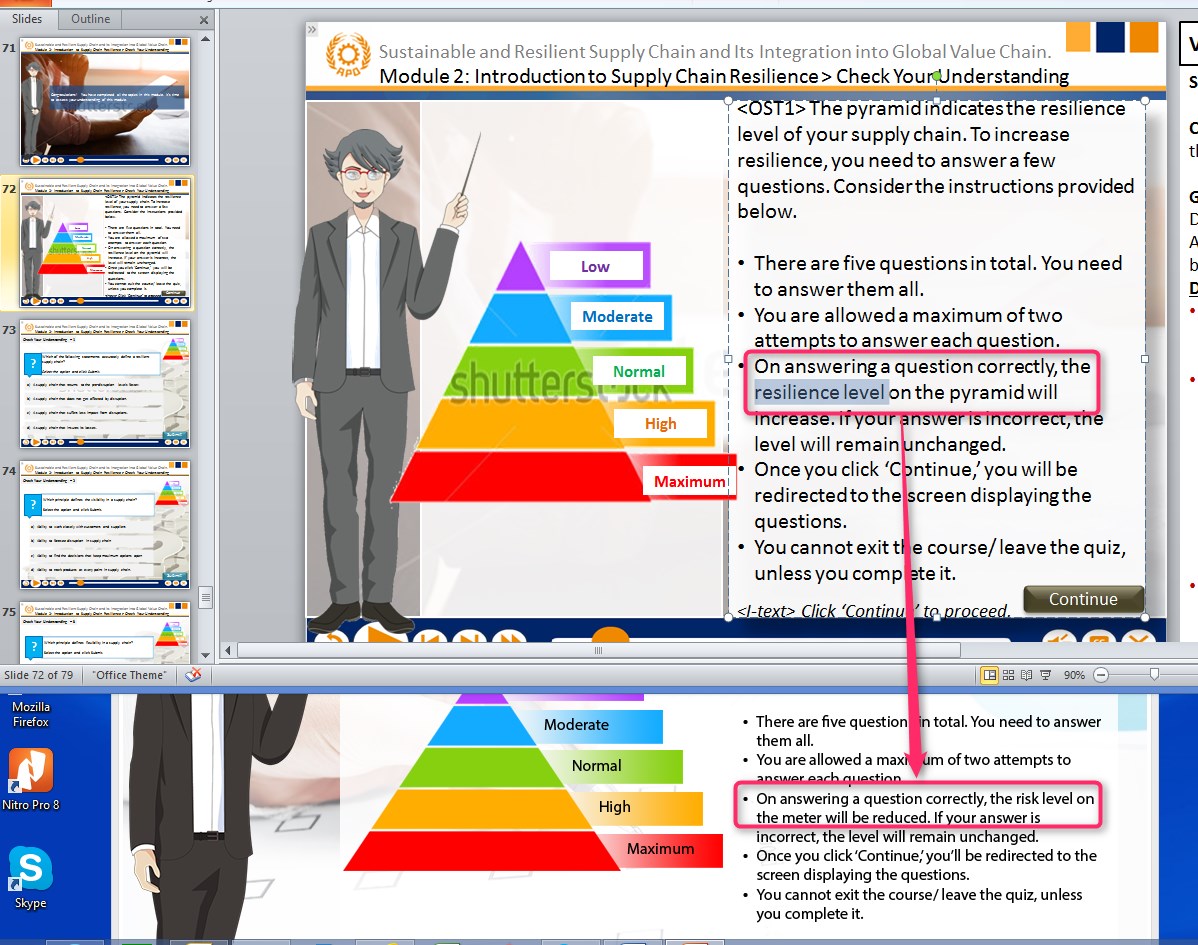 Slides
Outline
71
72
73
74
75
Sustainable and Resilient Supply Chain and Its Integration into Global Value Chain.
Module 2: Introduction to Supply Chain Resilience > Check Your Understanding
APO
Low
Moderate
Normal
High
Maximum
shutterst
<OST1> The pyramid indicates the resilience
level of your supply chain. To increase
resilience, you need to answer a few
questions. Consider the instructions provided
below.
• There are five questions in total. You need
to answer them all.
• You are allowed a maximum of two
attempts to answer each question.
• On answering a question correctly, the
resilience level on the pyramid will
increase. If your answer is incorrect, the
level will remain unchanged.
• Once you click ‘Continue,’ you will be
redirected to the screen displaying the
questions.
• You cannot exit the course/ leave the quiz,
unless you complete it.
<I-text> Click ‘Continue’ to proceed.
Continue
Slide 72 of 79
"Office Theme"
90%
Mozilla
Firefox
Nitro Pro 8
Skype
Moderate
Normal
High
Maximum
• There are five questions in total. You need to answer
them all.
• You are allowed a maximum of two attempts to
answer each question.
• On answering a question correctly, the risk level on
the meter will be reduced. If your answer is
incorrect, the level will remain unchanged.
• Once you click ‘Continue,’ you’ll be redirected to the
screen displaying the questions.
• You cannot exit the course/ leave the quiz, unless
you complete it.